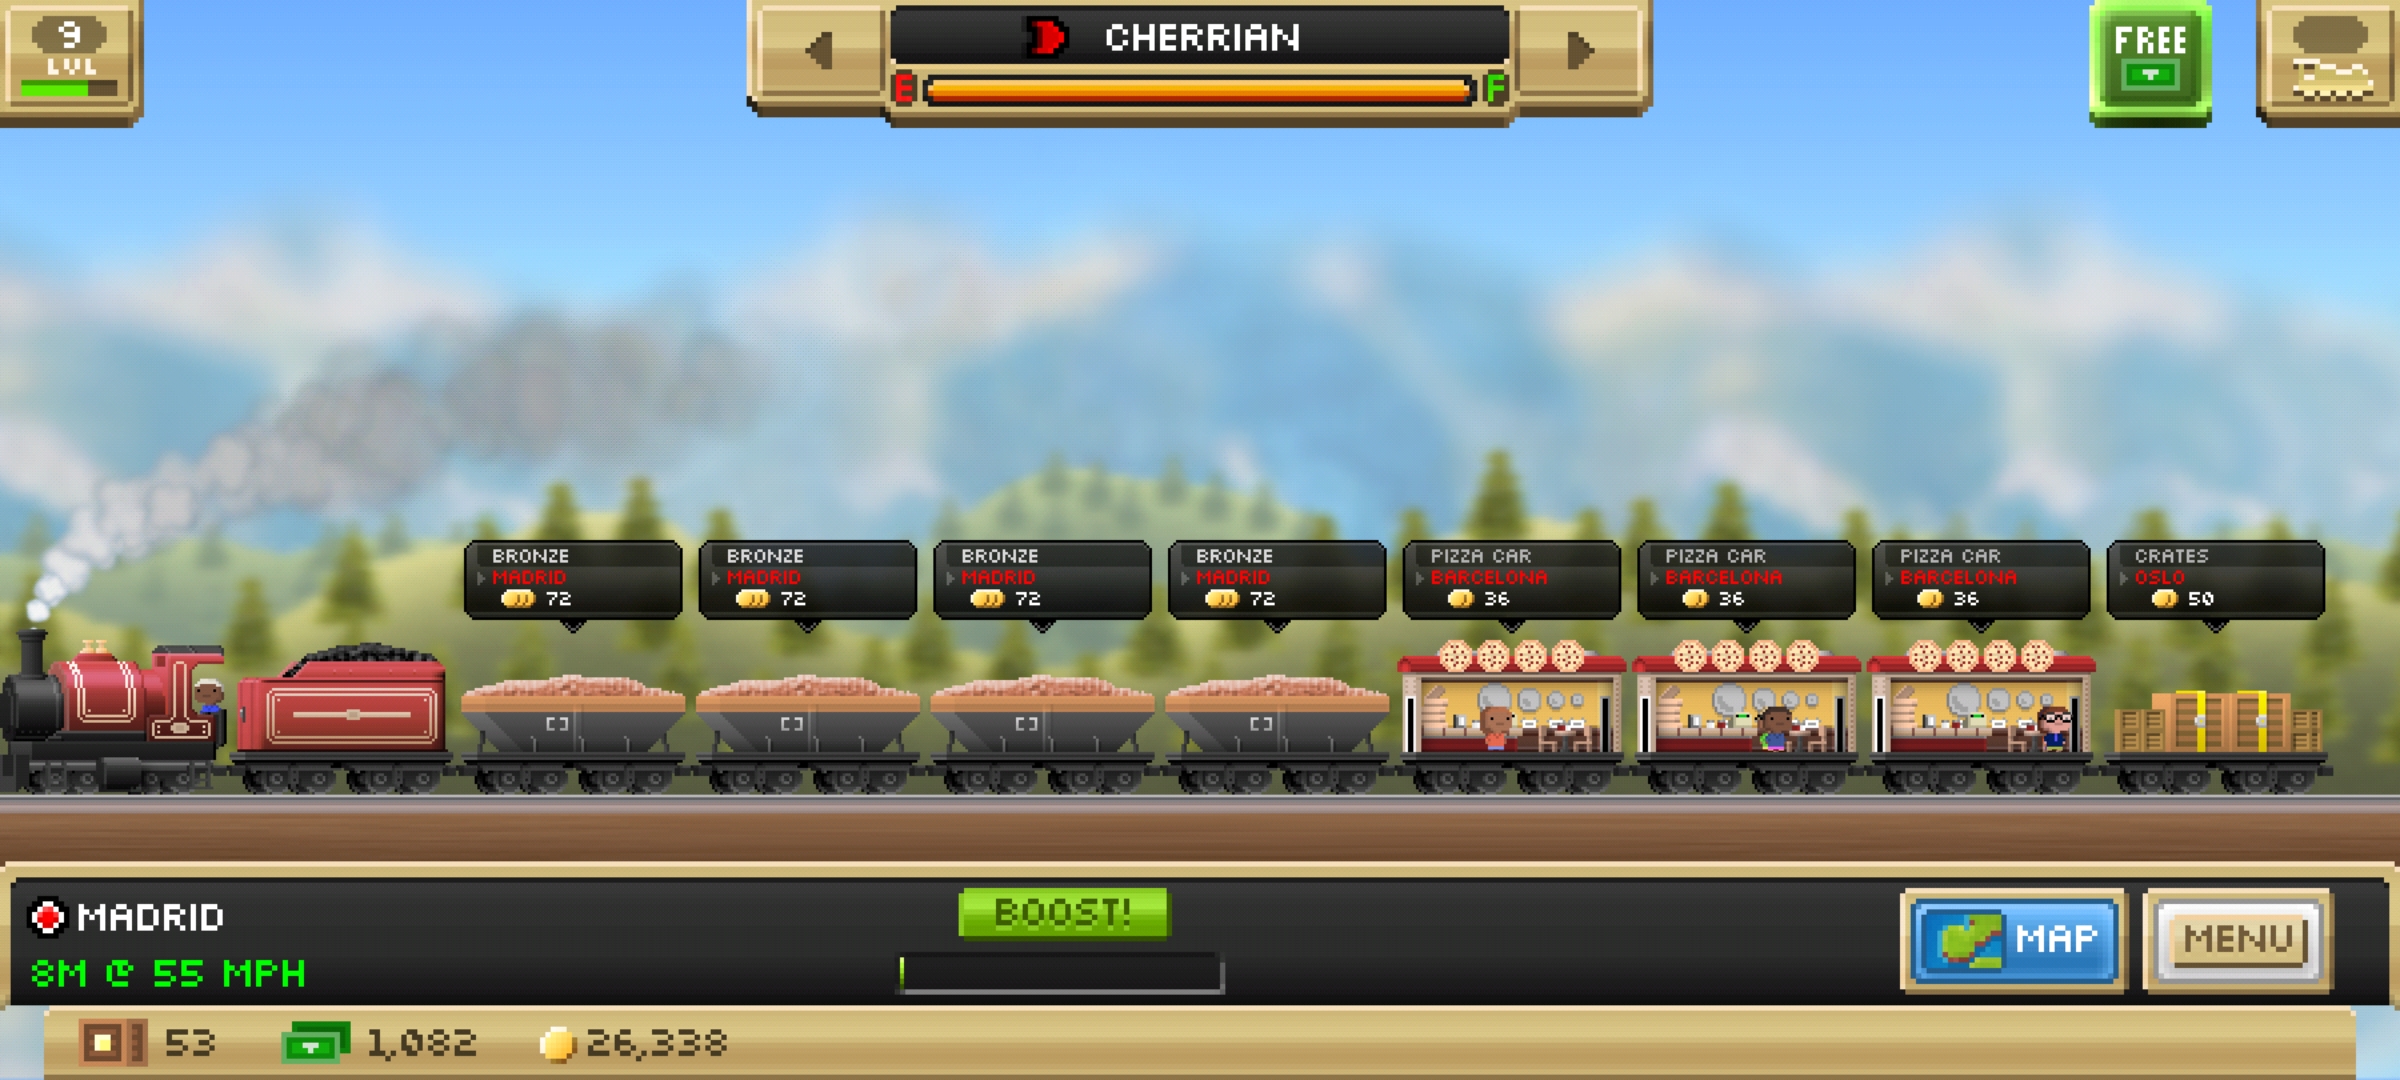 9
LVL
CHERRIAN
E F
FREE
BRONZE
MADRID
72
BRONZE
MADRID
72
BRONZE
MADRID
72
BRONZE
MADRID
72
PIZZA CAR
BARCELONA
36
PIZZA CAR
BARCELONA
36
PIZZA CAR
BARCELONA
36
CRATES
OSLO
50
MADRID
8M @ 55 MPH
BOOST!
MAP
MENU
53 1,082 26,338